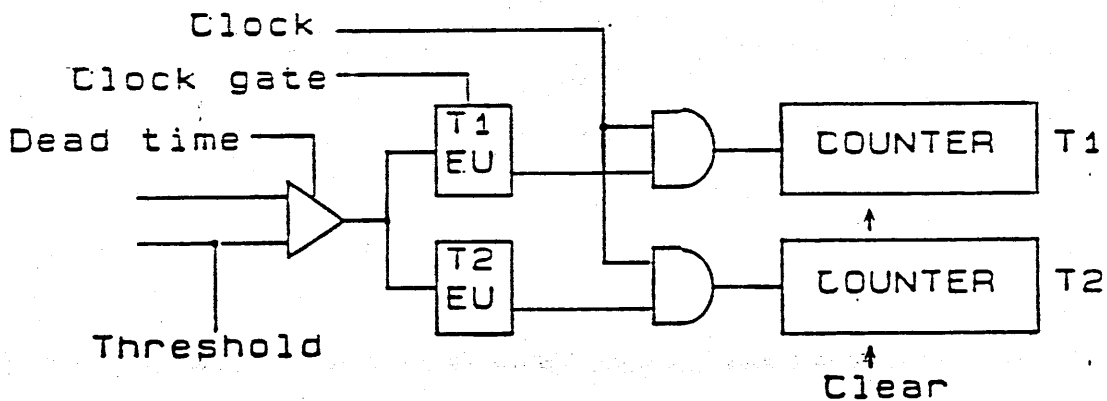 Clock
Clock gate
Dead time
T1
EU
COUNTER
T1
T2
EU
COUNTER
T2
Threshold
Clear